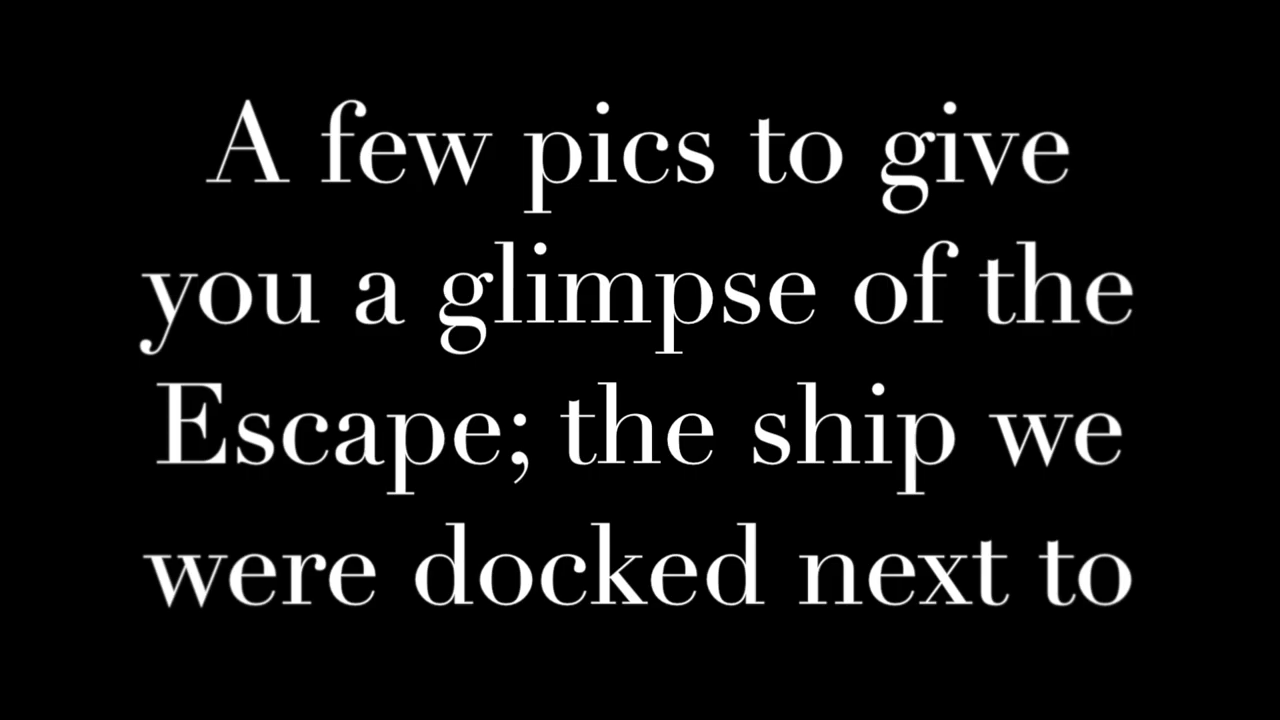 A few pics to give
you a glimpse of the
Escape; the ship we
were docked next to